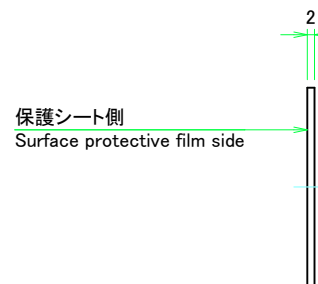 2
保護シート側
Surface protective film side